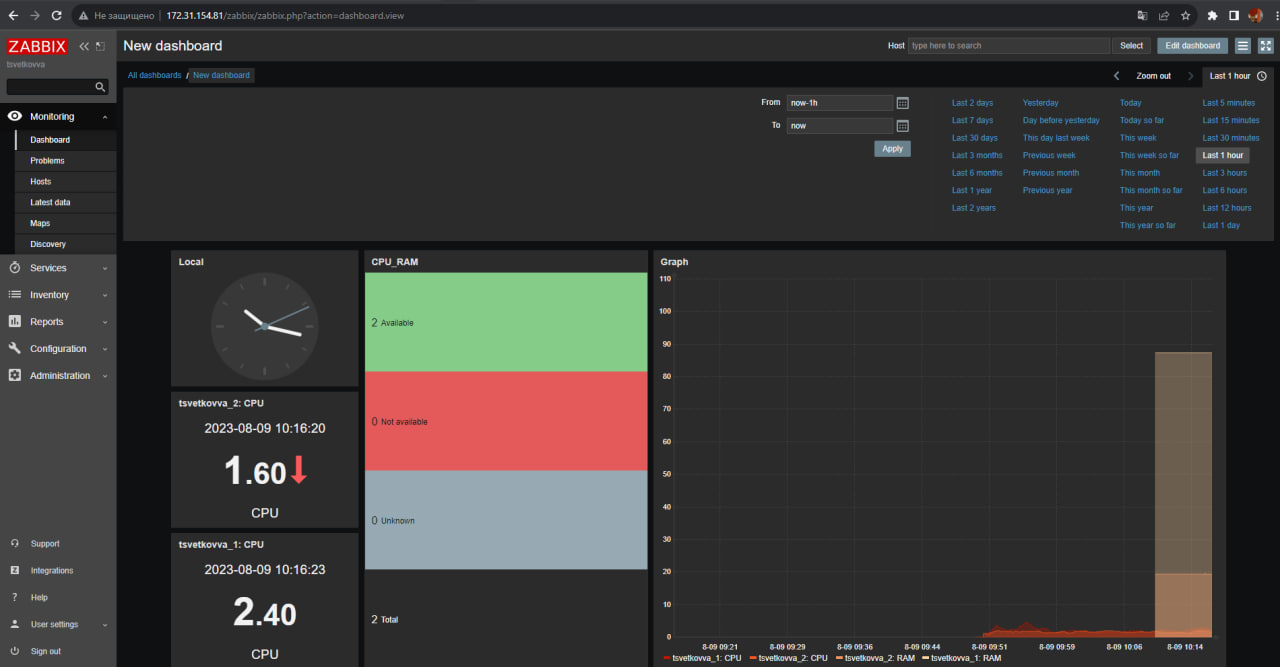 Не защищено | 172.31.154.81/zabbix/zabbix.php?action=dashboard.view
ZABBIX
tsvetkovva
New dashboard
Host type here to search Select Edit dashboard
All dashboards / New dashboard
Zoom out Last 1 hour
Monitoring
Dashboard
Problems
Hosts
Latest data
Maps
Discovery
Services
Inventory
Reports
Configuration
Administration
Support
Integrations
Help
User settings
Sign out
From now-1h
To now
Apply
Last 2 days Yesterday Today Last 5 minutes
Last 7 days Day before yesterday Today so far Last 15 minutes
Last 30 days This day last week This week Last 30 minutes
Last 3 months Previous week This week so far Last 1 hour
Last 6 months Previous month This month Last 3 hours
Last 1 year Previous year This month so far Last 6 hours
Last 2 years This year Last 12 hours
This year so far Last 1 day
Local
tsvetkovva_2: CPU
2023-08-09 10:16:20
1.60
CPU
tsvetkovva_1: CPU
2023-08-09 10:16:23
2.40
CPU
CPU_RAM
2 Available
0 Not available
0 Unknown
2 Total
Graph
110
100
90
80
70
60
50
40
30
20
10
0
8-09 09:21 8-09 09:29 8-09 09:36 8-09 09:44 8-09 09:51 8-09 09:59 8-09 10:06 8-09 10:14
tsvetkovva_1: CPU tsvetkovva_2: CPU tsvetkovva_2: RAM tsvetkovva_1: RAM